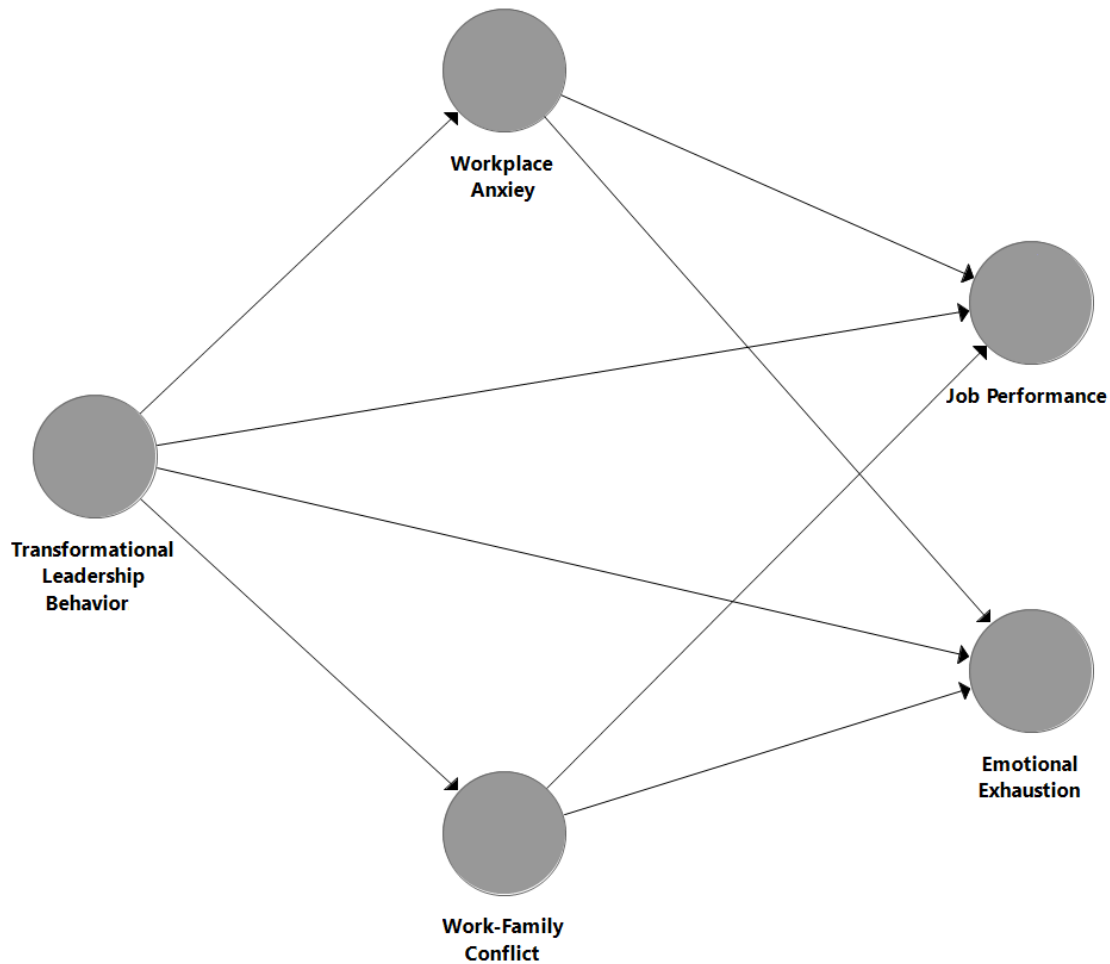 Workplace
Anxiey
Job Performance
Transformational
Leadership
Behavior
Emotional
Exhaustion
Work-Family
Conflict